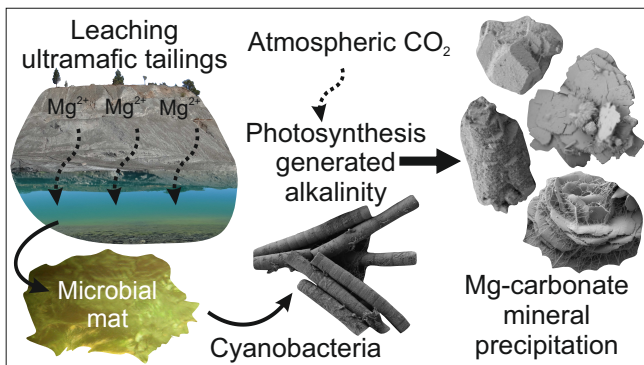 Leaching
ultramafic tailings
Mg²⁺ Mg²⁺ Mg²⁺
Microbial
mat
Cyanobacteria
Atmospheric CO₂
Photosynthesis
generated
alkalinity
Mg-carbonate
mineral
precipitation